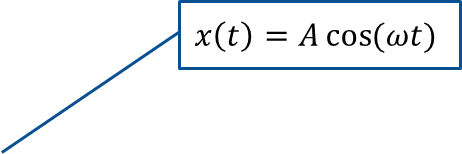 x(t) = A cos(ωt)